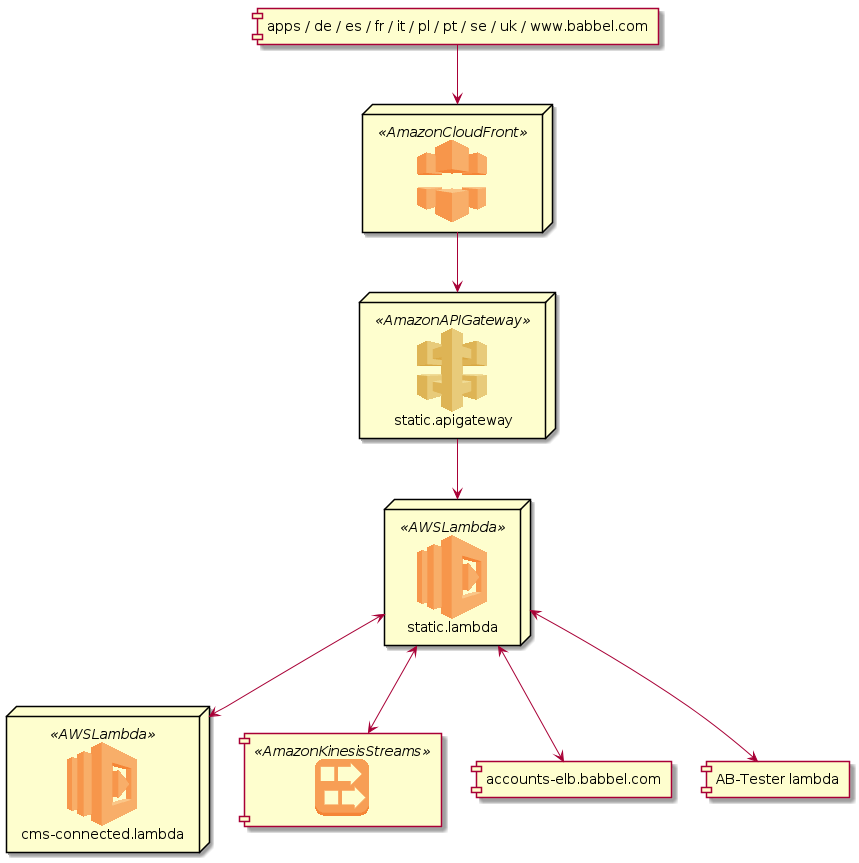 apps / de / es / fr / it / pl / pt / se / uk / www.babbel.com
«AmazonCloudFront»
«AmazonAPIGateway»
static.apigateway
«AWSLambda»
static.lambda
«AWSLambda»
cms-connected.lambda
«AmazonKinesisStreams»
accounts-elb.babbel.com
AB-Tester lambda